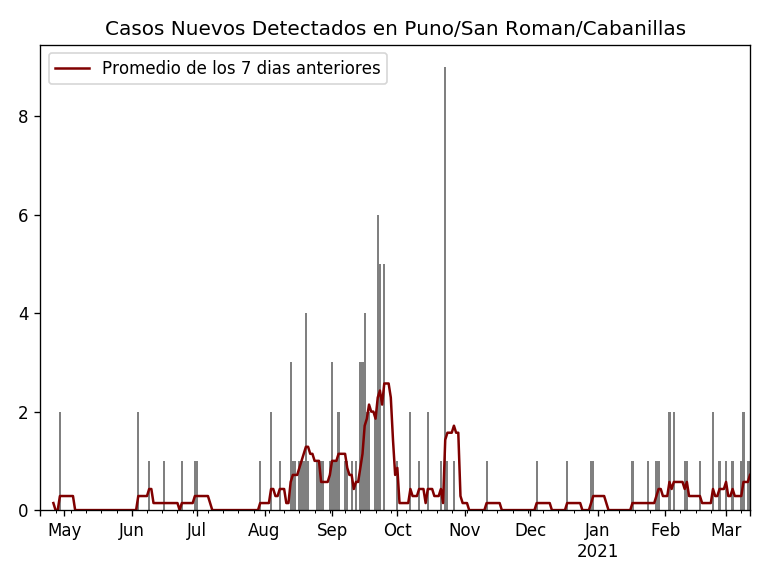 Casos Nuevos Detectados en Puno/San Roman/Cabanillas
Promedio de los 7 dias anteriores
8
6
4
2
0
May Jun Jul Aug Sep Oct Nov Dec Jan Feb Mar
2021